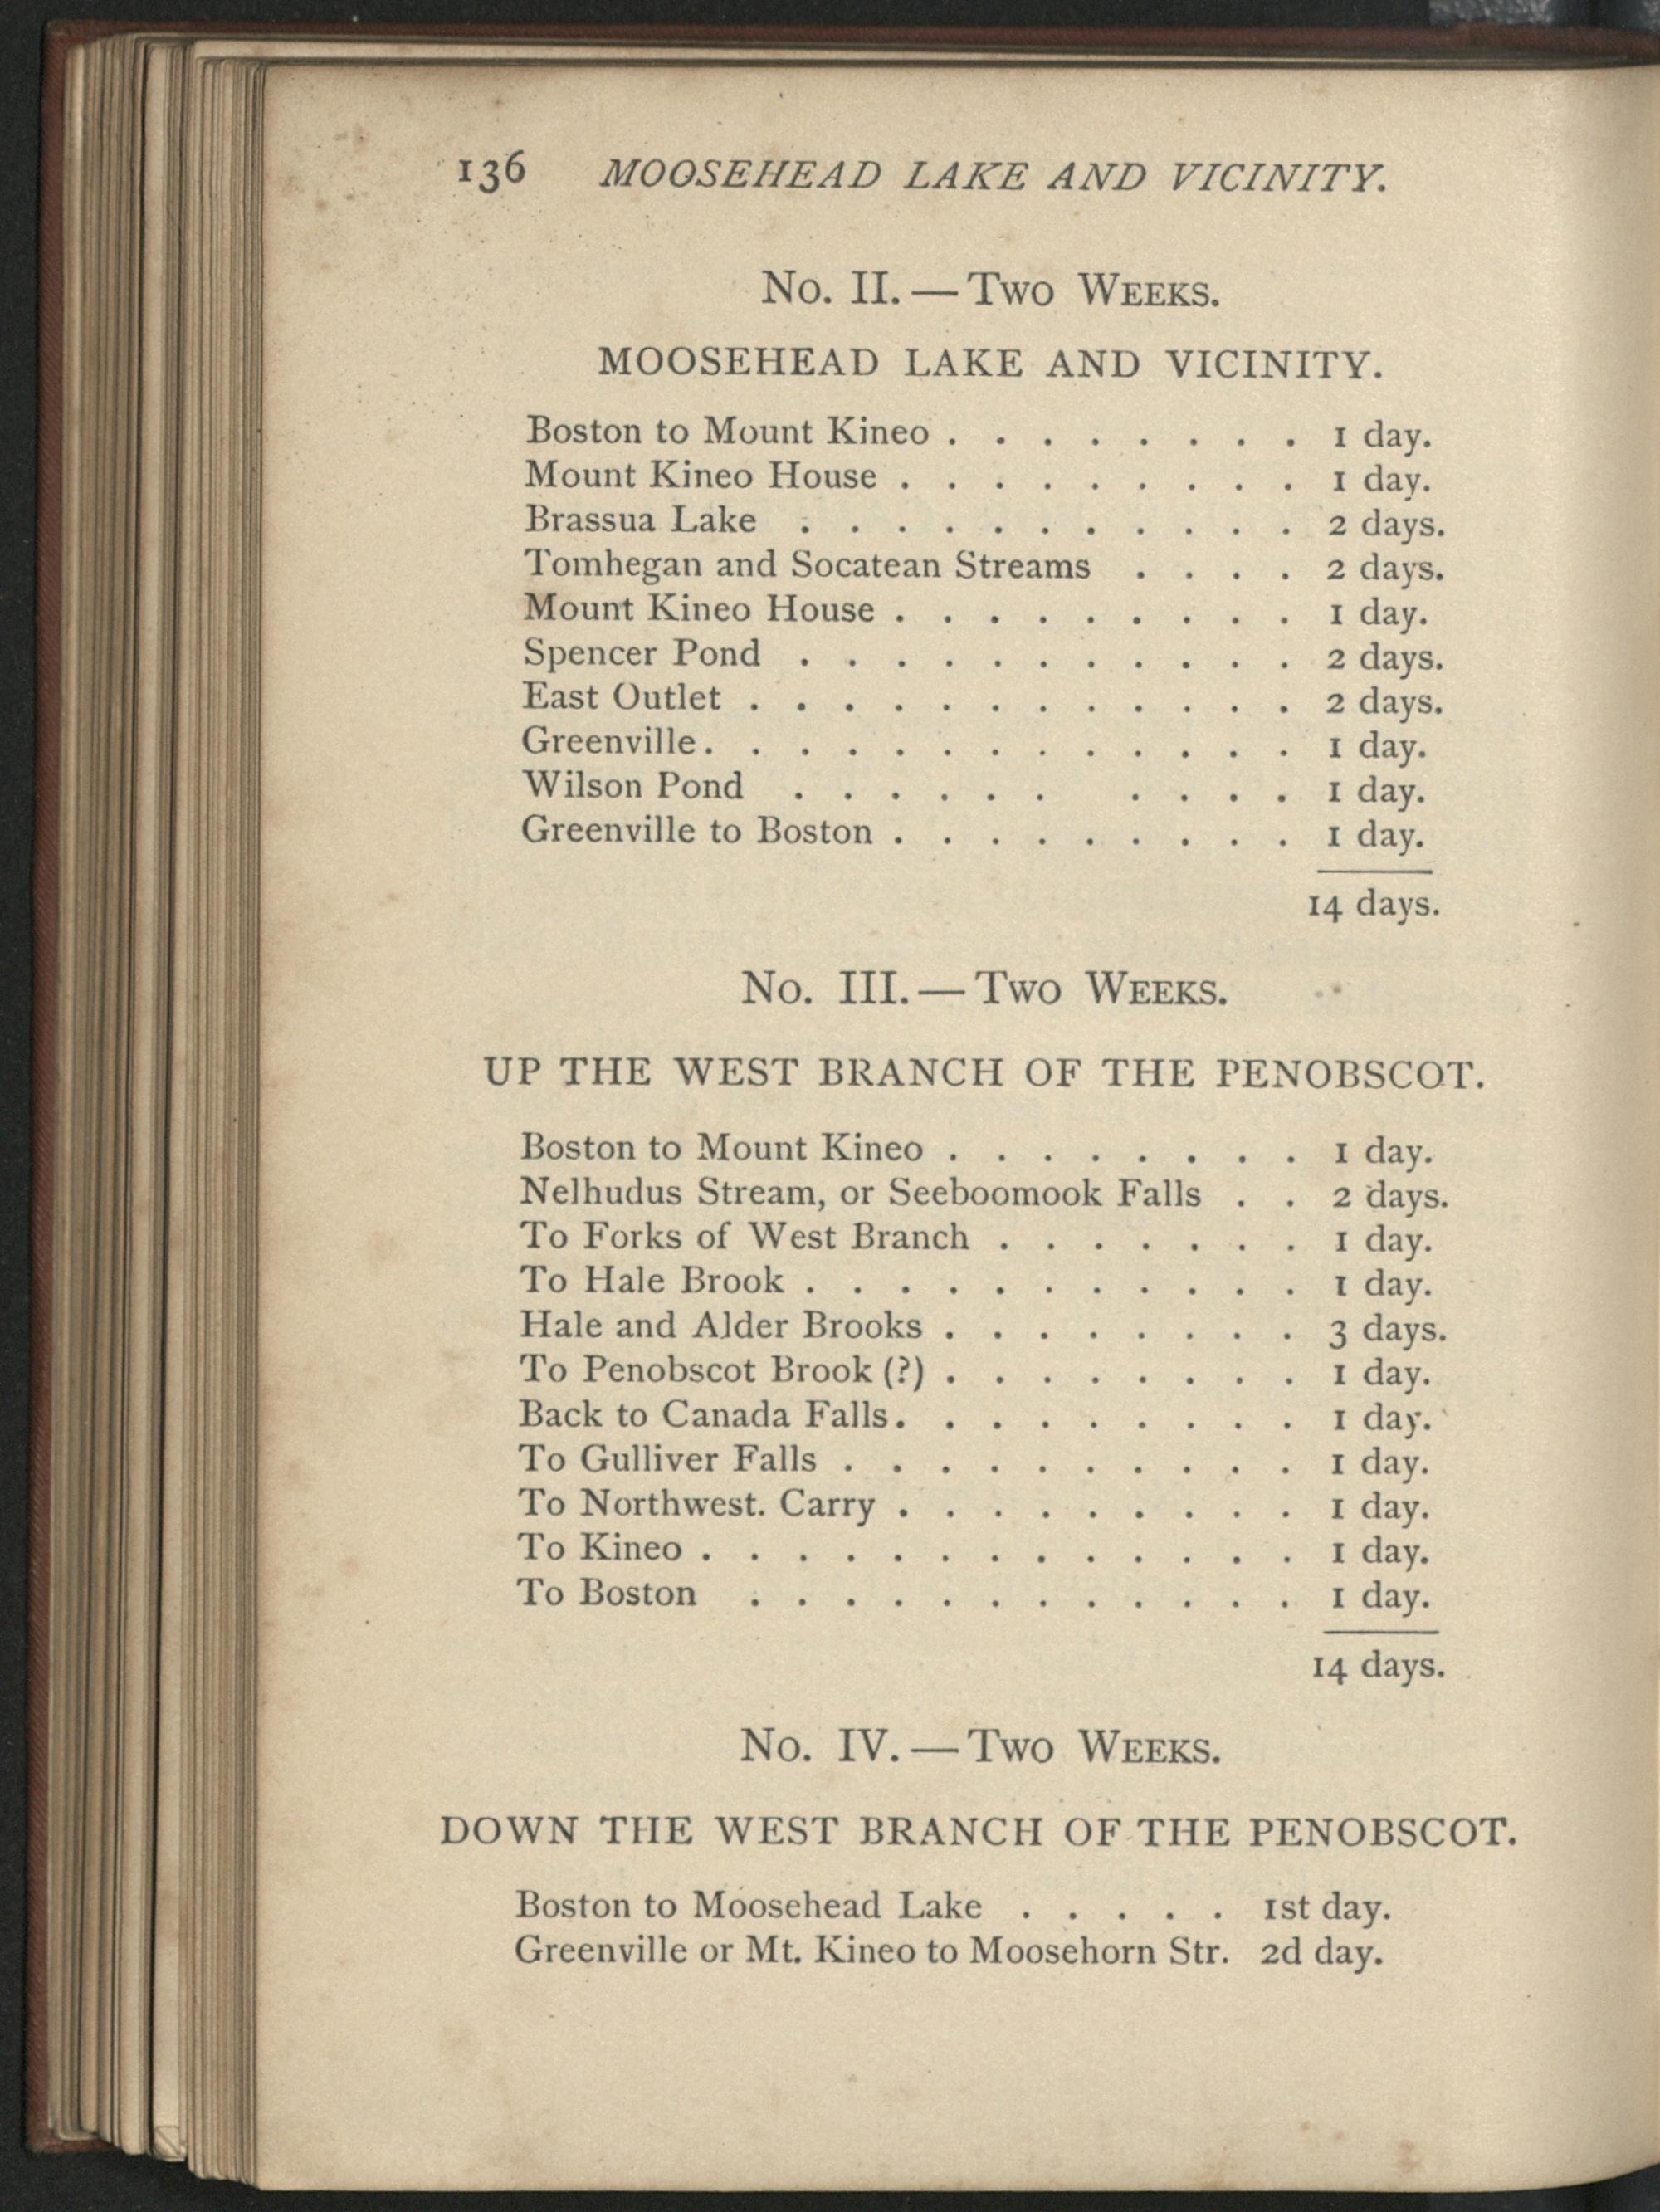 136 MOOSEHEAD LAKE AND VICINITY.
No. II. — Two Weeks.
MOOSEHEAD LAKE AND VICINITY.
Boston to Mount Kineo . . . . . . . . 1 day.
Mount Kineo House . . . . . . . . . 1 day.
Brassua Lake . . . . . . . . . . . 2 days.
Tomhegan and Socatean Streams . . . . 2 days.
Mount Kineo House . . . . . . . . . 1 day.
Spencer Pond . . . . . . . . . . . 2 days.
East Outlet . . . . . . . . . . . . 2 days.
Greenville . . . . . . . . . . . . . 1 day.
Wilson Pond . . . . . . . . . . 1 day.
Greenville to Boston . . . . . . . . . 1 day.
14 days.
No. III. — Two Weeks.
UP THE WEST BRANCH OF THE PENOBSCOT.
Boston to Mount Kineo . . . . . . . . 1 day.
Nelhudus Stream, or Seeboomook Falls . . 2 days.
To Forks of West Branch . . . . . . . 1 day.
To Hale Brook . . . . . . . . . . . 1 day.
Hale and Alder Brooks . . . . . . . . 3 days.
To Penobscot Brook (?) . . . . . . . . 1 day.
Back to Canada Falls . . . . . . . . . 1 day.
To Gulliver Falls . . . . . . . . . . 1 day.
To Northwest. Carry . . . . . . . . . 1 day.
To Kineo . . . . . . . . . . . . . 1 day.
To Boston . . . . . . . . . . . . 1 day.
14 days.
No. IV. — Two Weeks.
DOWN THE WEST BRANCH OF THE PENOBSCOT.
Boston to Moosehead Lake . . . . . 1st day.
Greenville or Mt. Kineo to Moosehorn Str. 2d day.